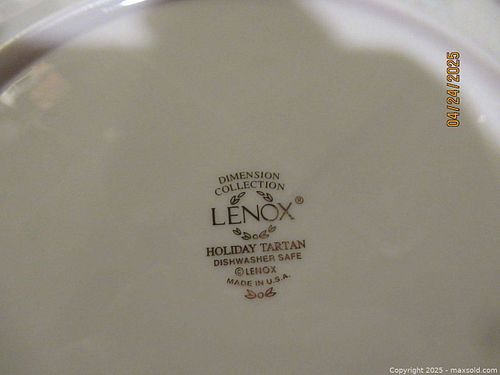 04/24/2025
DIMENSION
COLLECTION
LENOX®
HOLIDAY TARTAN
DISHWASHER SAFE
©LENOX
MADE IN U.S.A.
Copyright 2025 - maxsold.com